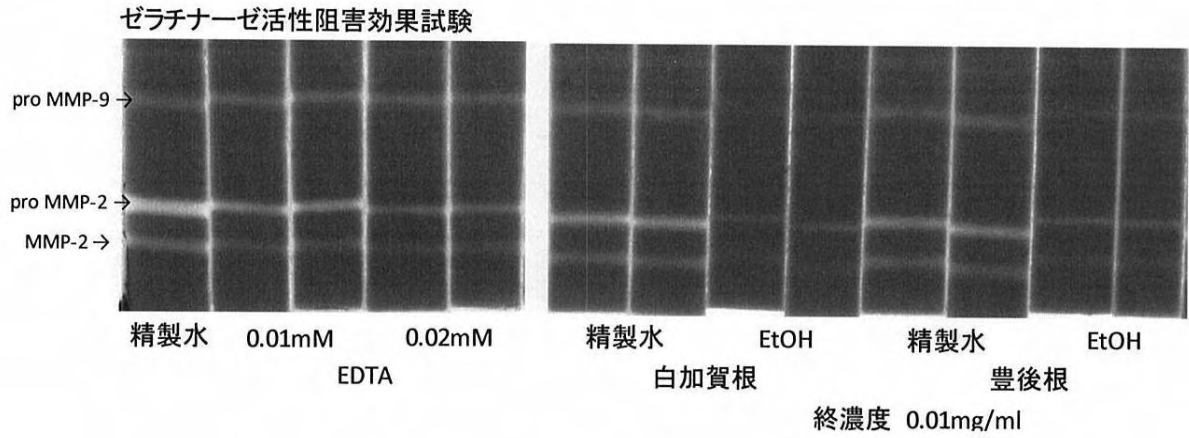 ゼラチナーゼ活性阻害効果試験
pro MMP-9→
pro MMP-2→
MMP-2→
精製水 0.01mM 0.02mM
EDTA
精製水 EtOH 精製水 EtOH
白加賀根 豊後根
終濃度 0.01mg/ml